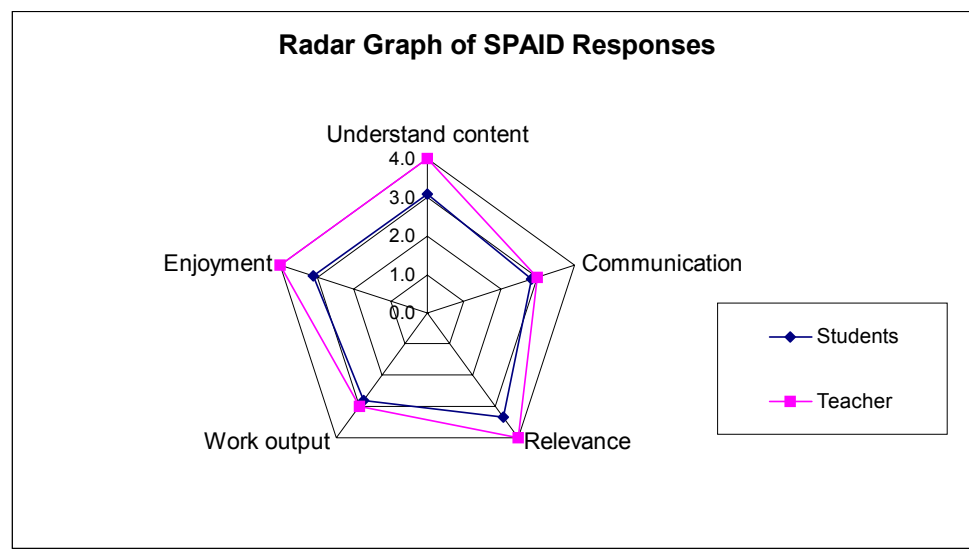 Radar Graph of SPAID Responses
Understand content
4.0
3.0
2.0
1.0
0.0
Enjoyment
Communication
Work output
Relevance
Students
Teacher